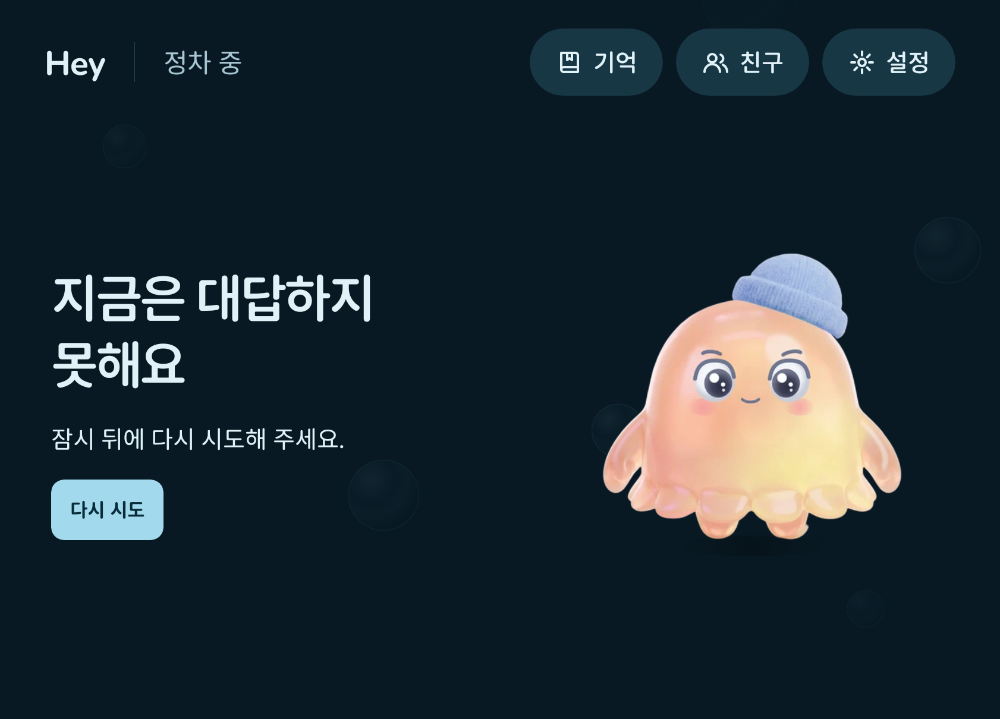 Hey
정차 중
기억
친구
설정
지금은 대답하지
못해요
잠시 뒤에 다시 시도해 주세요.
다시 시도